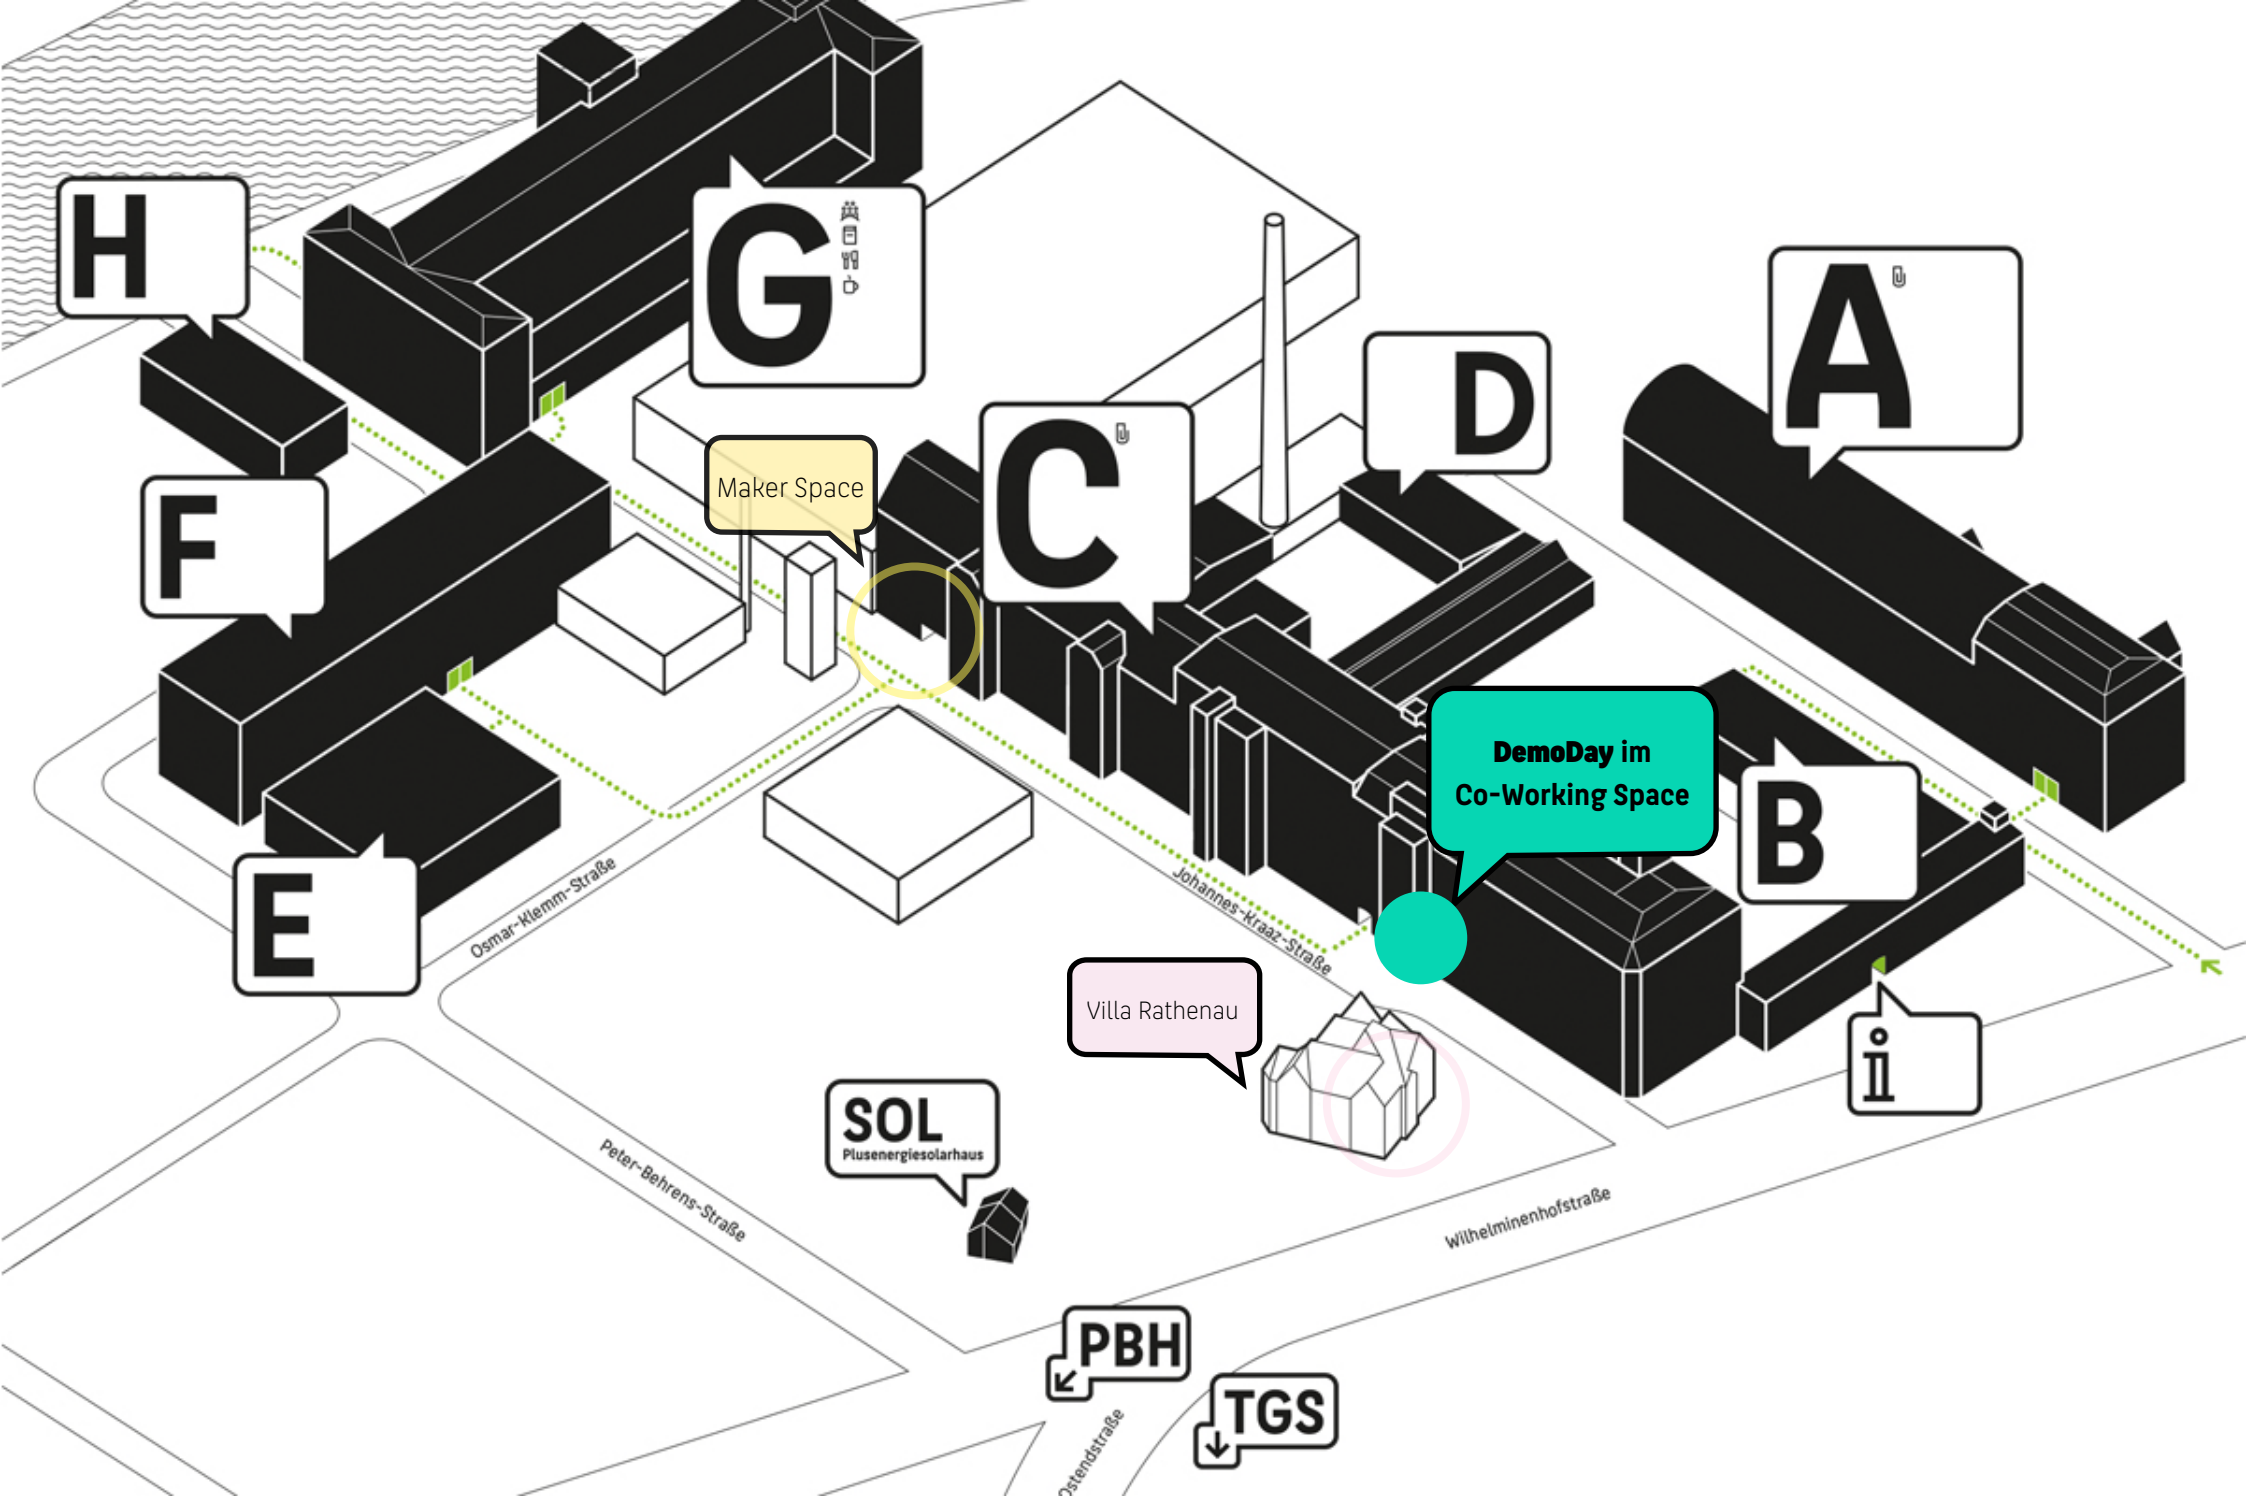 H
G
A
D
C
Maker Space
F
DemoDay im
Co-Working Space
B
E
Osmar-Klemm-Straße
Johannes-Kraaz-Straße
Villa Rathenau
i
SOL
Plusenergiesolarhaus
Peter-Behrens-Straße
Wilhelminenhofstraße
PBH
TGS
Ostendstraße